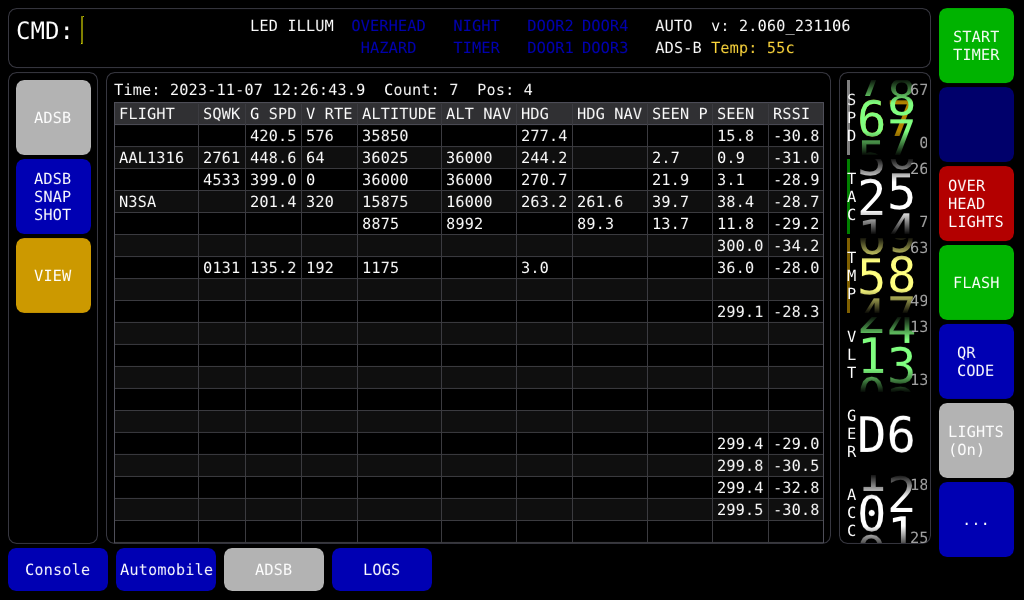 CMD:
LED ILLUM OVERHEAD NIGHT DOOR2 DOOR4 AUTO v: 2.060_231106
HAZARD TIMER DOOR1 DOOR3 ADS-B Temp: 55c
START
TIMER
ADSB
ADSB
SNAP
SHOT
VIEW
Time: 2023-11-07 12:26:43.9 Count: 7 Pos: 4
FLIGHT SQWK G SPD V RTE ALTITUDE ALT NAV HDG HDG NAV SEEN P SEEN RSSI
420.5 576 35850 277.4 15.8 -30.8
AAL1316 2761 448.6 64 36025 36000 244.2 2.7 0.9 -31.0
4533 399.0 0 36000 36000 270.7 21.9 3.1 -28.9
N3SA 201.4 320 15875 16000 263.2 261.6 39.7 38.4 -28.7
8875 8992 89.3 13.7 11.8 -29.2
300.0 -34.2
0131 135.2 192 1175 3.0 36.0 -28.0
299.1 -28.3
299.4 -29.0
299.8 -30.5
299.4 -32.8
299.5 -30.8
SPD 67
0
TAC 25 26
7
TMP 58 63
49
VLT 13 13
13
GER D6
ACC 0 18
25
OVER
HEAD
LIGHTS
FLASH
QR
CODE
LIGHTS
(On)
...
Console Automobile ADSB LOGS